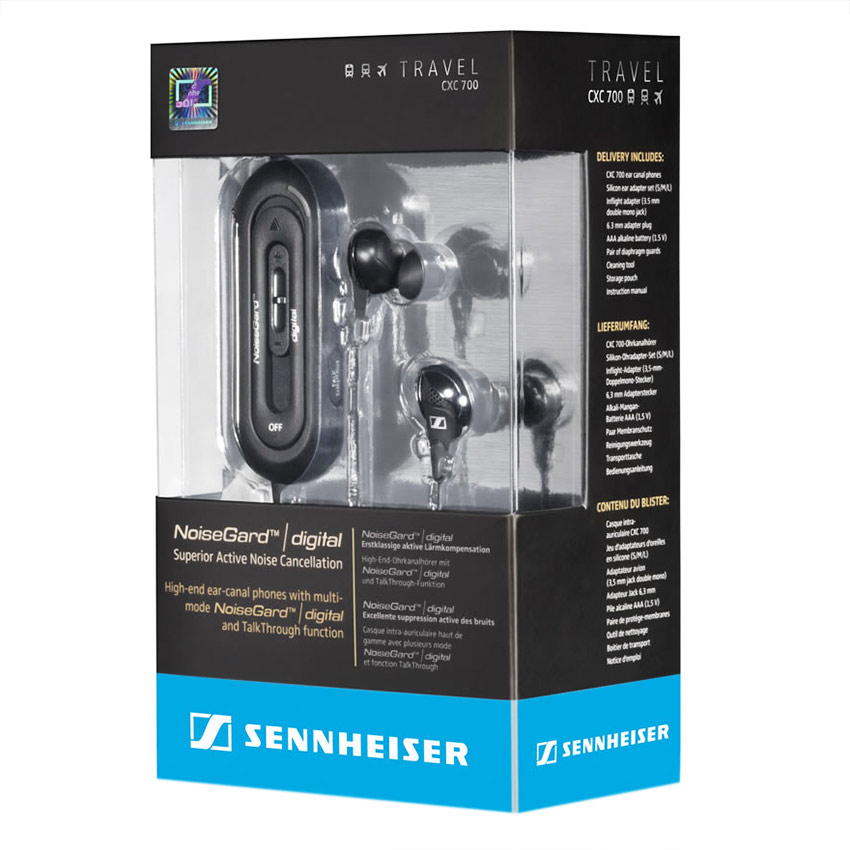 TRAVEL
CXC 700
SENNHEISER
NoiseGard™
digital
OFF
NoiseGard™ | digital
Superior Active Noise Cancellation
High-end ear-canal phones with multi-
mode NoiseGard™ | digital
and TalkThrough function
NoiseGard™ | digital
Erstklassige aktive Lärmkompensation
High-End-Ohrkanalhörer mit
NoiseGard™ | digital
und TalkThrough-Funktion
NoiseGard™ | digital
Excellente suppression active des bruits
Casque intra-auriculaire haut de
gamme avec plusieurs mode
NoiseGard™ | digital
et fonction TalkThrough
SENNHEISER
TRAVEL
CXC 700
DELIVERY INCLUDES:
CXC 700 ear canal phones
Silicon ear adapter set (S/M/L)
Inflight adapter (3.5 mm
double mono jack)
6.3 mm adapter plug
AAA alkaline battery (1.5 V)
Pair of diaphragm guards
Cleaning tool
Storage pouch
Instruction manual
LIEFERUMFANG:
CXC 700-Ohrkanalhörer
Silikon-Ohradapter-Set (S/M/L)
Inflight-Adapter (3,5-mm-
Doppelmono-Stecker)
6,3 mm Adapterstecker
Alkali-Mangan-
Batterie AAA (1,5 V)
Paar Membranschutz
Reinigungswerkzeug
Transporttasche
Bedienungsanleitung
CONTENU DU BLISTER:
Casque intra-
auriculaire CXC 700
Jeu d'adaptateurs d'oreilles
en silicone (S/M/L)
Adaptateur avion
(3,5 mm jack double mono)
Adapteur Jack 6,3 mm
Pile alcaline AAA (1,5 V)
Paire de protége-membranes
Outil de nettoyage
Boîtier de transport
Notice d'emploi
SENNHEISER